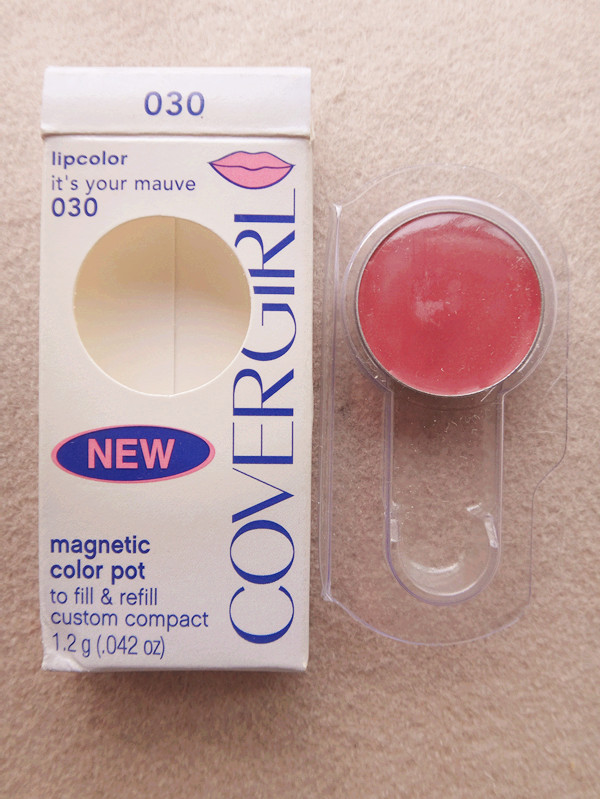 030
lipcolor
it's your mauve
030
COVERGIRL
NEW
magnetic
color pot
to fill & refill
custom compact
1.2 g (.042 oz)